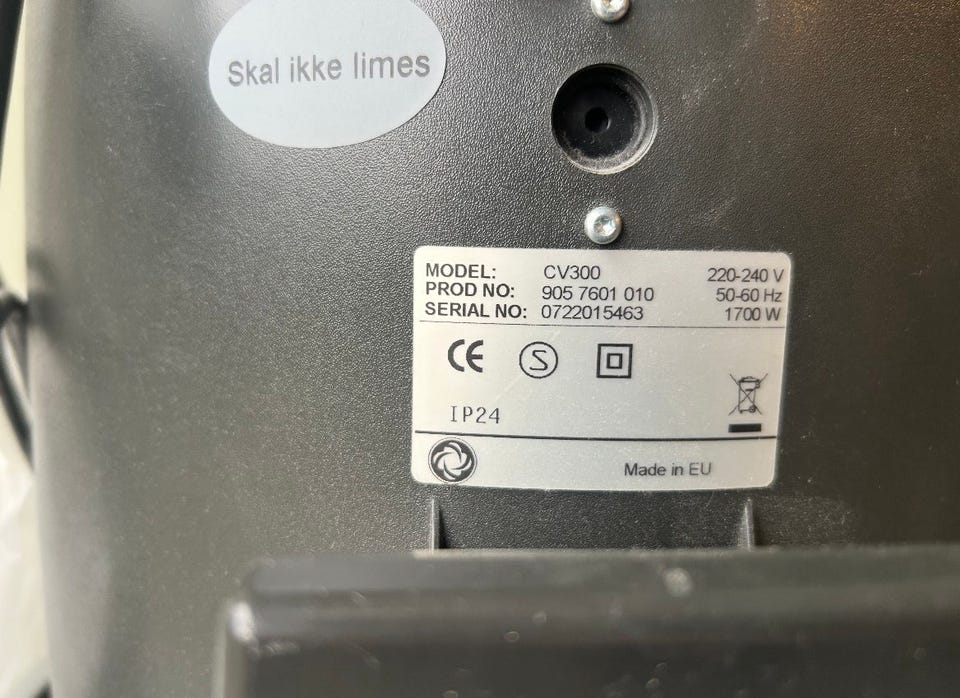 Skal ikke limes
MODEL: CV300 220-240 V
PROD NO: 905 7601 010 50-60 Hz
SERIAL NO: 0722015463 1700 W
CE S
IP24
Made in EU